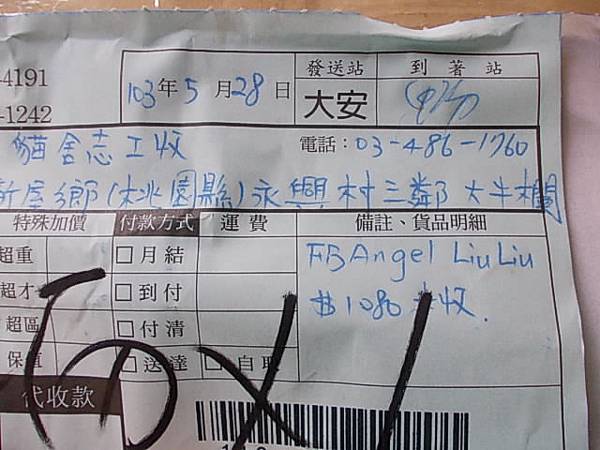 -4191
-1242
103年5月28日
發送站
到著站
大安
貓舍志工收
電話：03-486-1760
新屋鄉(桃園縣)永興村三鄰大牛欄
特殊加價
付款方式
運費
備註、貨品明細
超重
□月結
FB Angel Liu Liu
超才
□到付
$1080 收.
超區
□付清
保
□送達
□自取
代收款